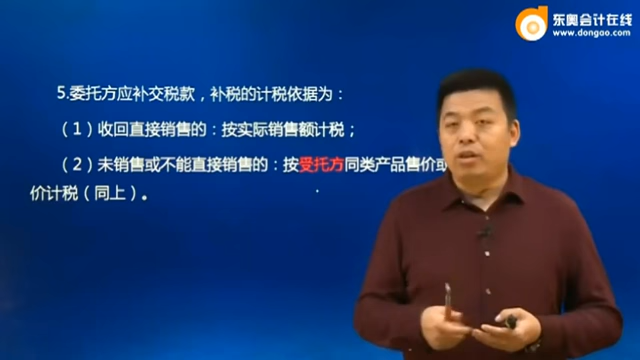 东奥会计在线
www.dongao.com
5.委托方应补交税款，补税的计税依据为：
（1）收回直接销售的：按实际销售额计税；
（2）未销售或不能直接销售的：按受托方同类产品售价或
价计税（同上）。